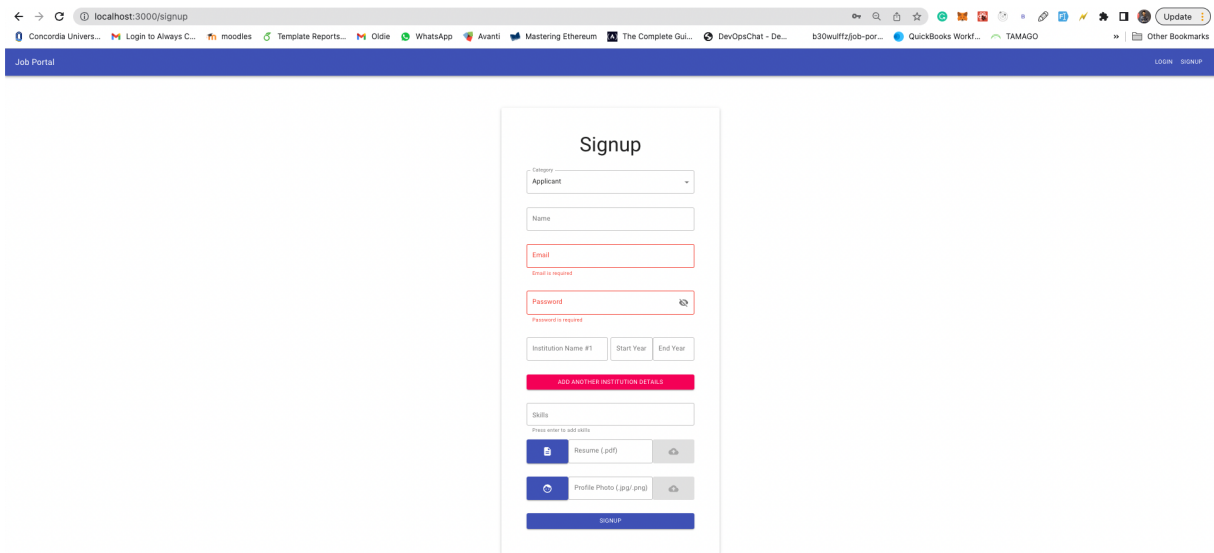 localhost:3000/signup
Update
Concordia Univers... Login to Always C... moodles Template Reports... Oldie WhatsApp Avanti Mastering Ethereum The Complete Gui... DevOpsChat - De... b30wulffz/job-por... QuickBooks Workf... TAMAGO » Other Bookmarks
Job Portal LOGIN SIGNUP
Signup
Category
Applicant
Name
Email
Email is required
Password
Password is required
Institution Name #1 Start Year End Year
ADD ANOTHER INSTITUTION DETAILS
Skills
Press enter to add skills
Resume (.pdf)
Profile Photo (.jpg/.png)
SIGNUP